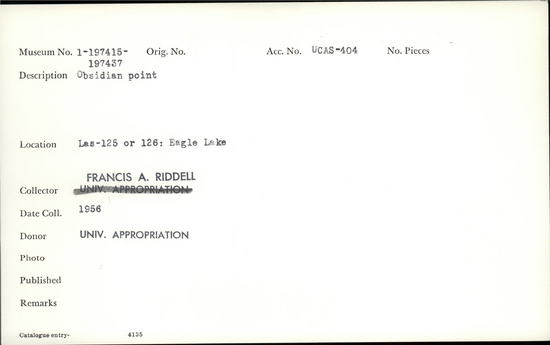 Museum No. 1-197415- Orig. No. Acc. No. UCAS-404 No. Pieces
197437
Description Obsidian point
Location Las-125 or 126: Eagle Lake
FRANCIS A. RIDDELL
Collector UNIV. APPROPRIATION
Date Coll. 1956
Donor UNIV. APPROPRIATION
Photo
Published
Remarks
Catalogue entry- 4135